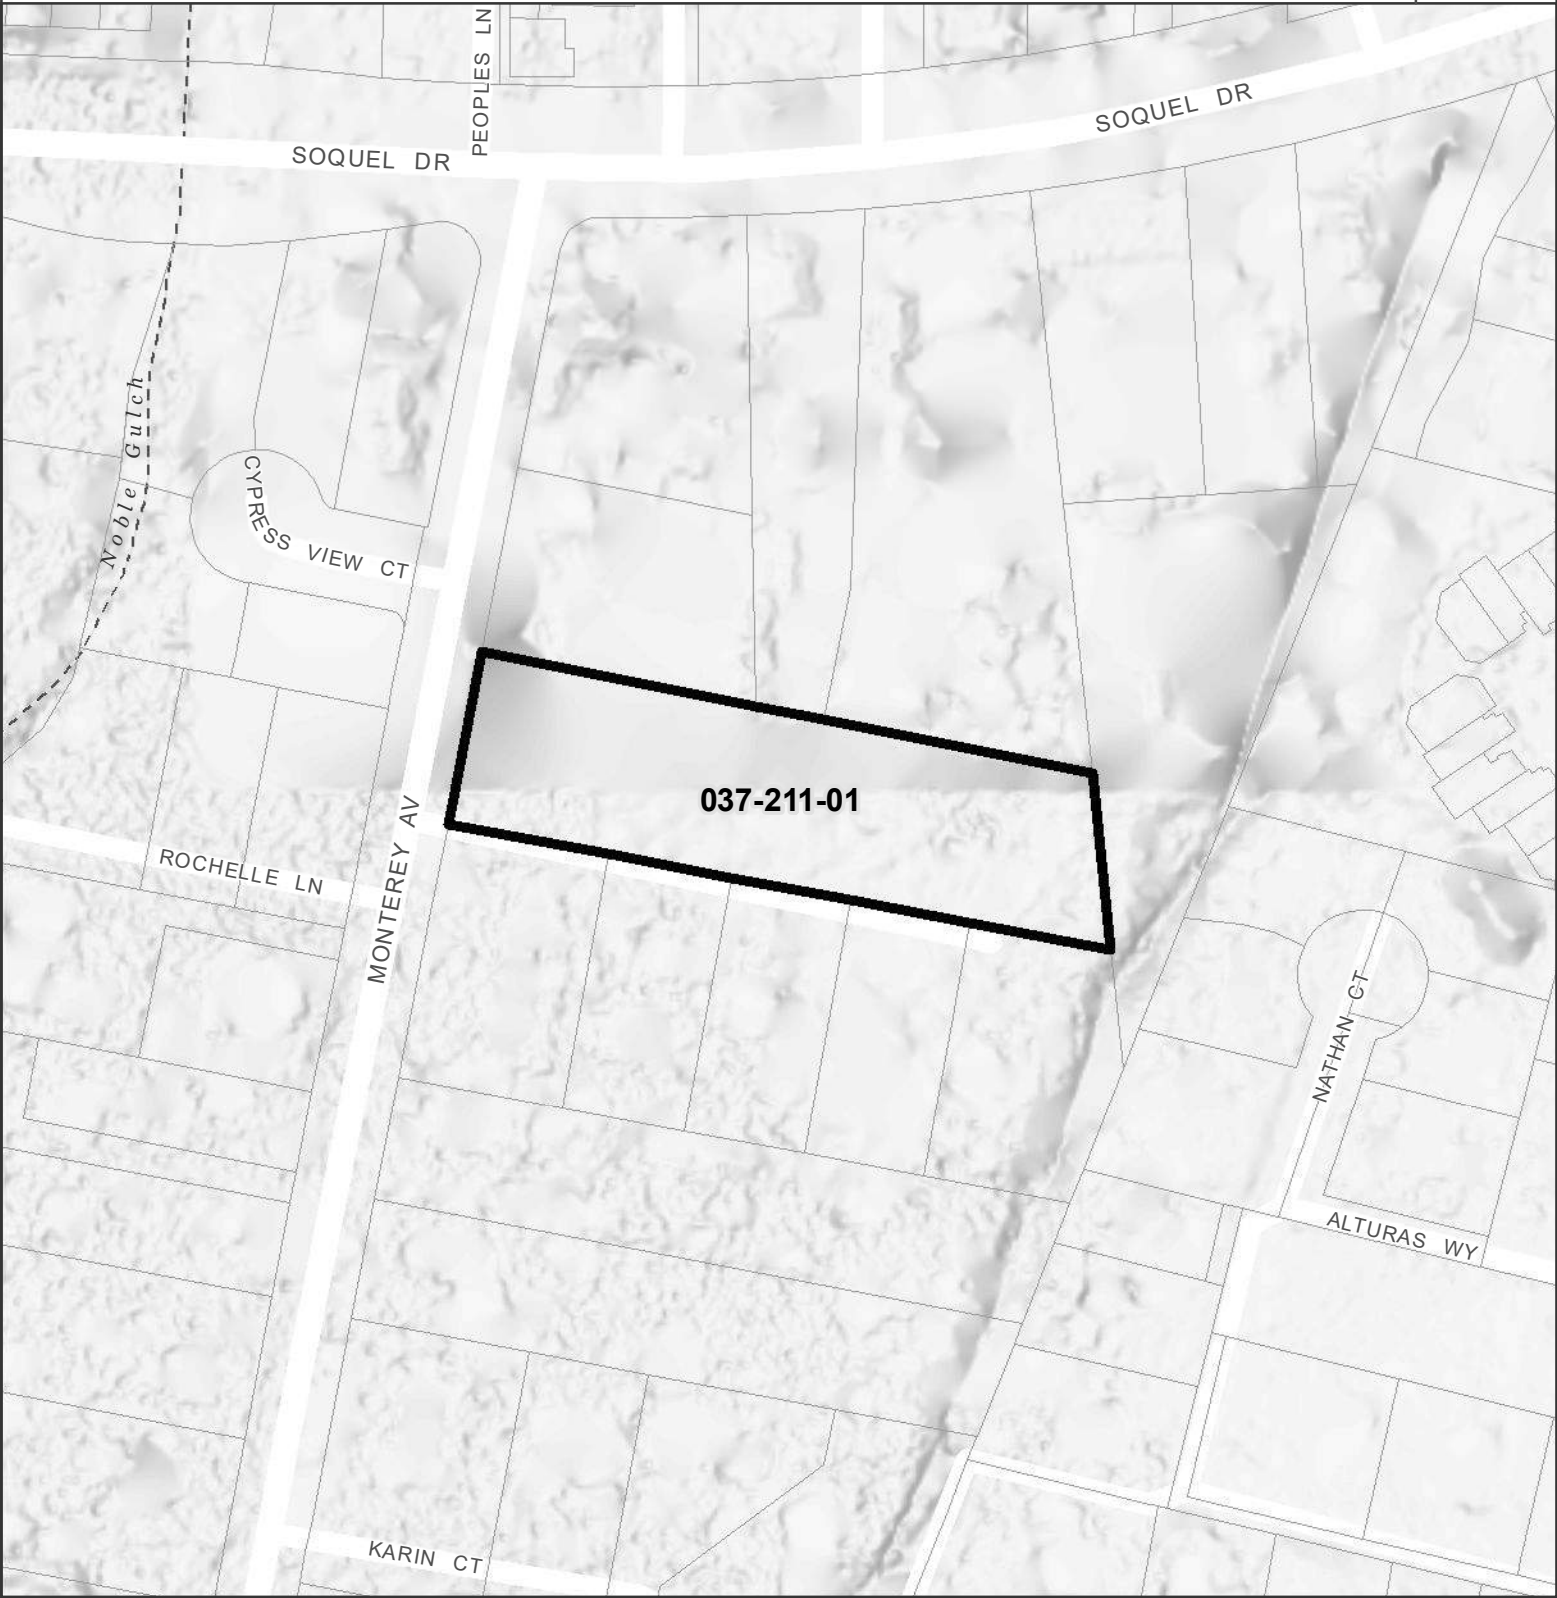 PEOPLES LN
SOQUEL DR
SOQUEL DR
Noble Gulch
CYPRESS VIEW CT
037-211-01
MONTEREY AV
ROCHELLE LN
NATHAN CT
ALTURAS WY
KARIN CT